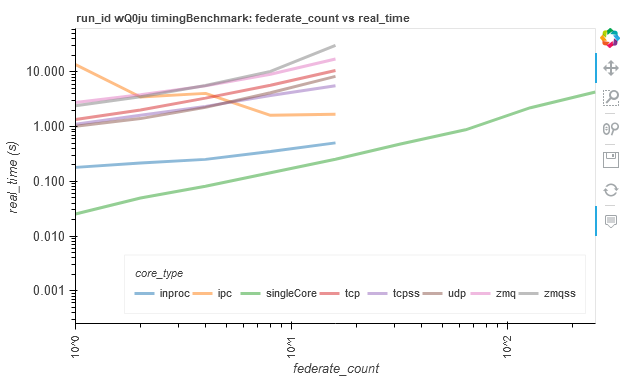 run_id wQ0ju timingBenchmark: federate_count vs real_time
real_time (s)
10.000
1.000
0.100
0.010
0.001
core_type
inproc ipc singleCore tcp tcpss udp zmq zmqss
10^0 10^1 10^2
federate_count